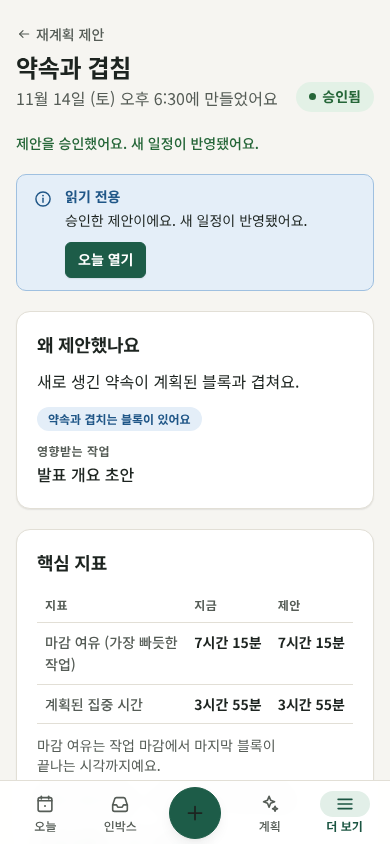 ← 재계획 제안
약속과 겹침
11월 14일 (토) 오후 6:30에 만들었어요
승인됨
제안을 승인했어요. 새 일정이 반영됐어요.
읽기 전용
승인한 제안이에요. 새 일정이 반영됐어요.
오늘 열기
왜 제안했나요
새로 생긴 약속이 계획된 블록과 겹쳐요.
약속과 겹치는 블록이 있어요
영향받는 작업
발표 개요 초안
핵심 지표
지표 지금 제안
마감 여유 (가장 빠듯한 7시간 15분 7시간 15분
작업)
계획된 집중 시간 3시간 55분 3시간 55분
마감 여유는 작업 마감에서 마지막 블록이
끝나는 시각까지예요.
오늘 인박스 계획 더 보기